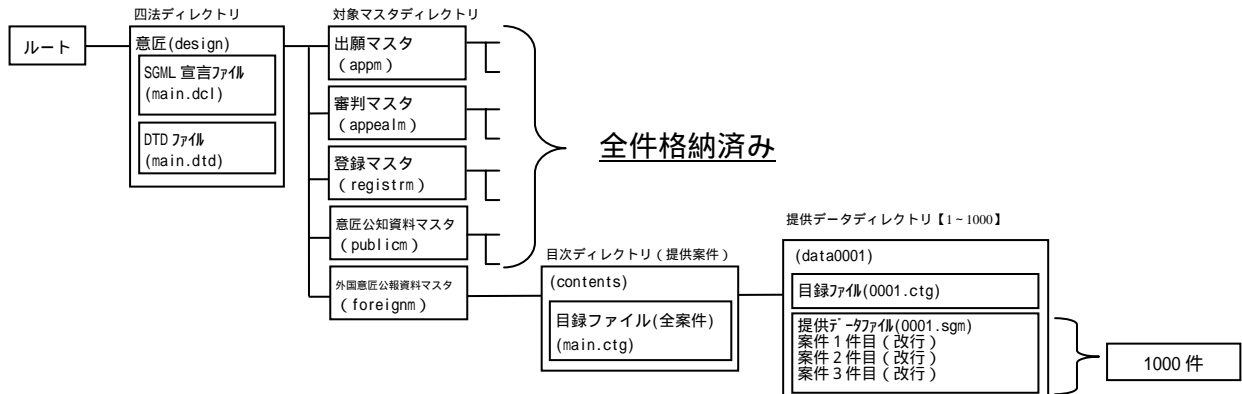 四法ディレクトリ
対象マスタディレクトリ
ルート
意匠(design)
SGML 宣言ファイル
(main.dcl)
DTD ファイル
(main.dtd)
出願マスタ
(appm)
審判マスタ
(appealm)
登録マスタ
(registrm)
意匠公知資料マスタ
(publicm)
外国意匠公報資料マスタ
(foreignm)
全件格納済み
目次ディレクトリ(提供案件)
(contents)
目録ファイル(全案件)
(main.ctg)
提供データディレクトリ【1~1000】
(data0001)
目録ファイル(0001.ctg)
提供データファイル(0001.sgm)
案件1件目(改行)
案件2件目(改行)
案件3件目(改行)
1000 件